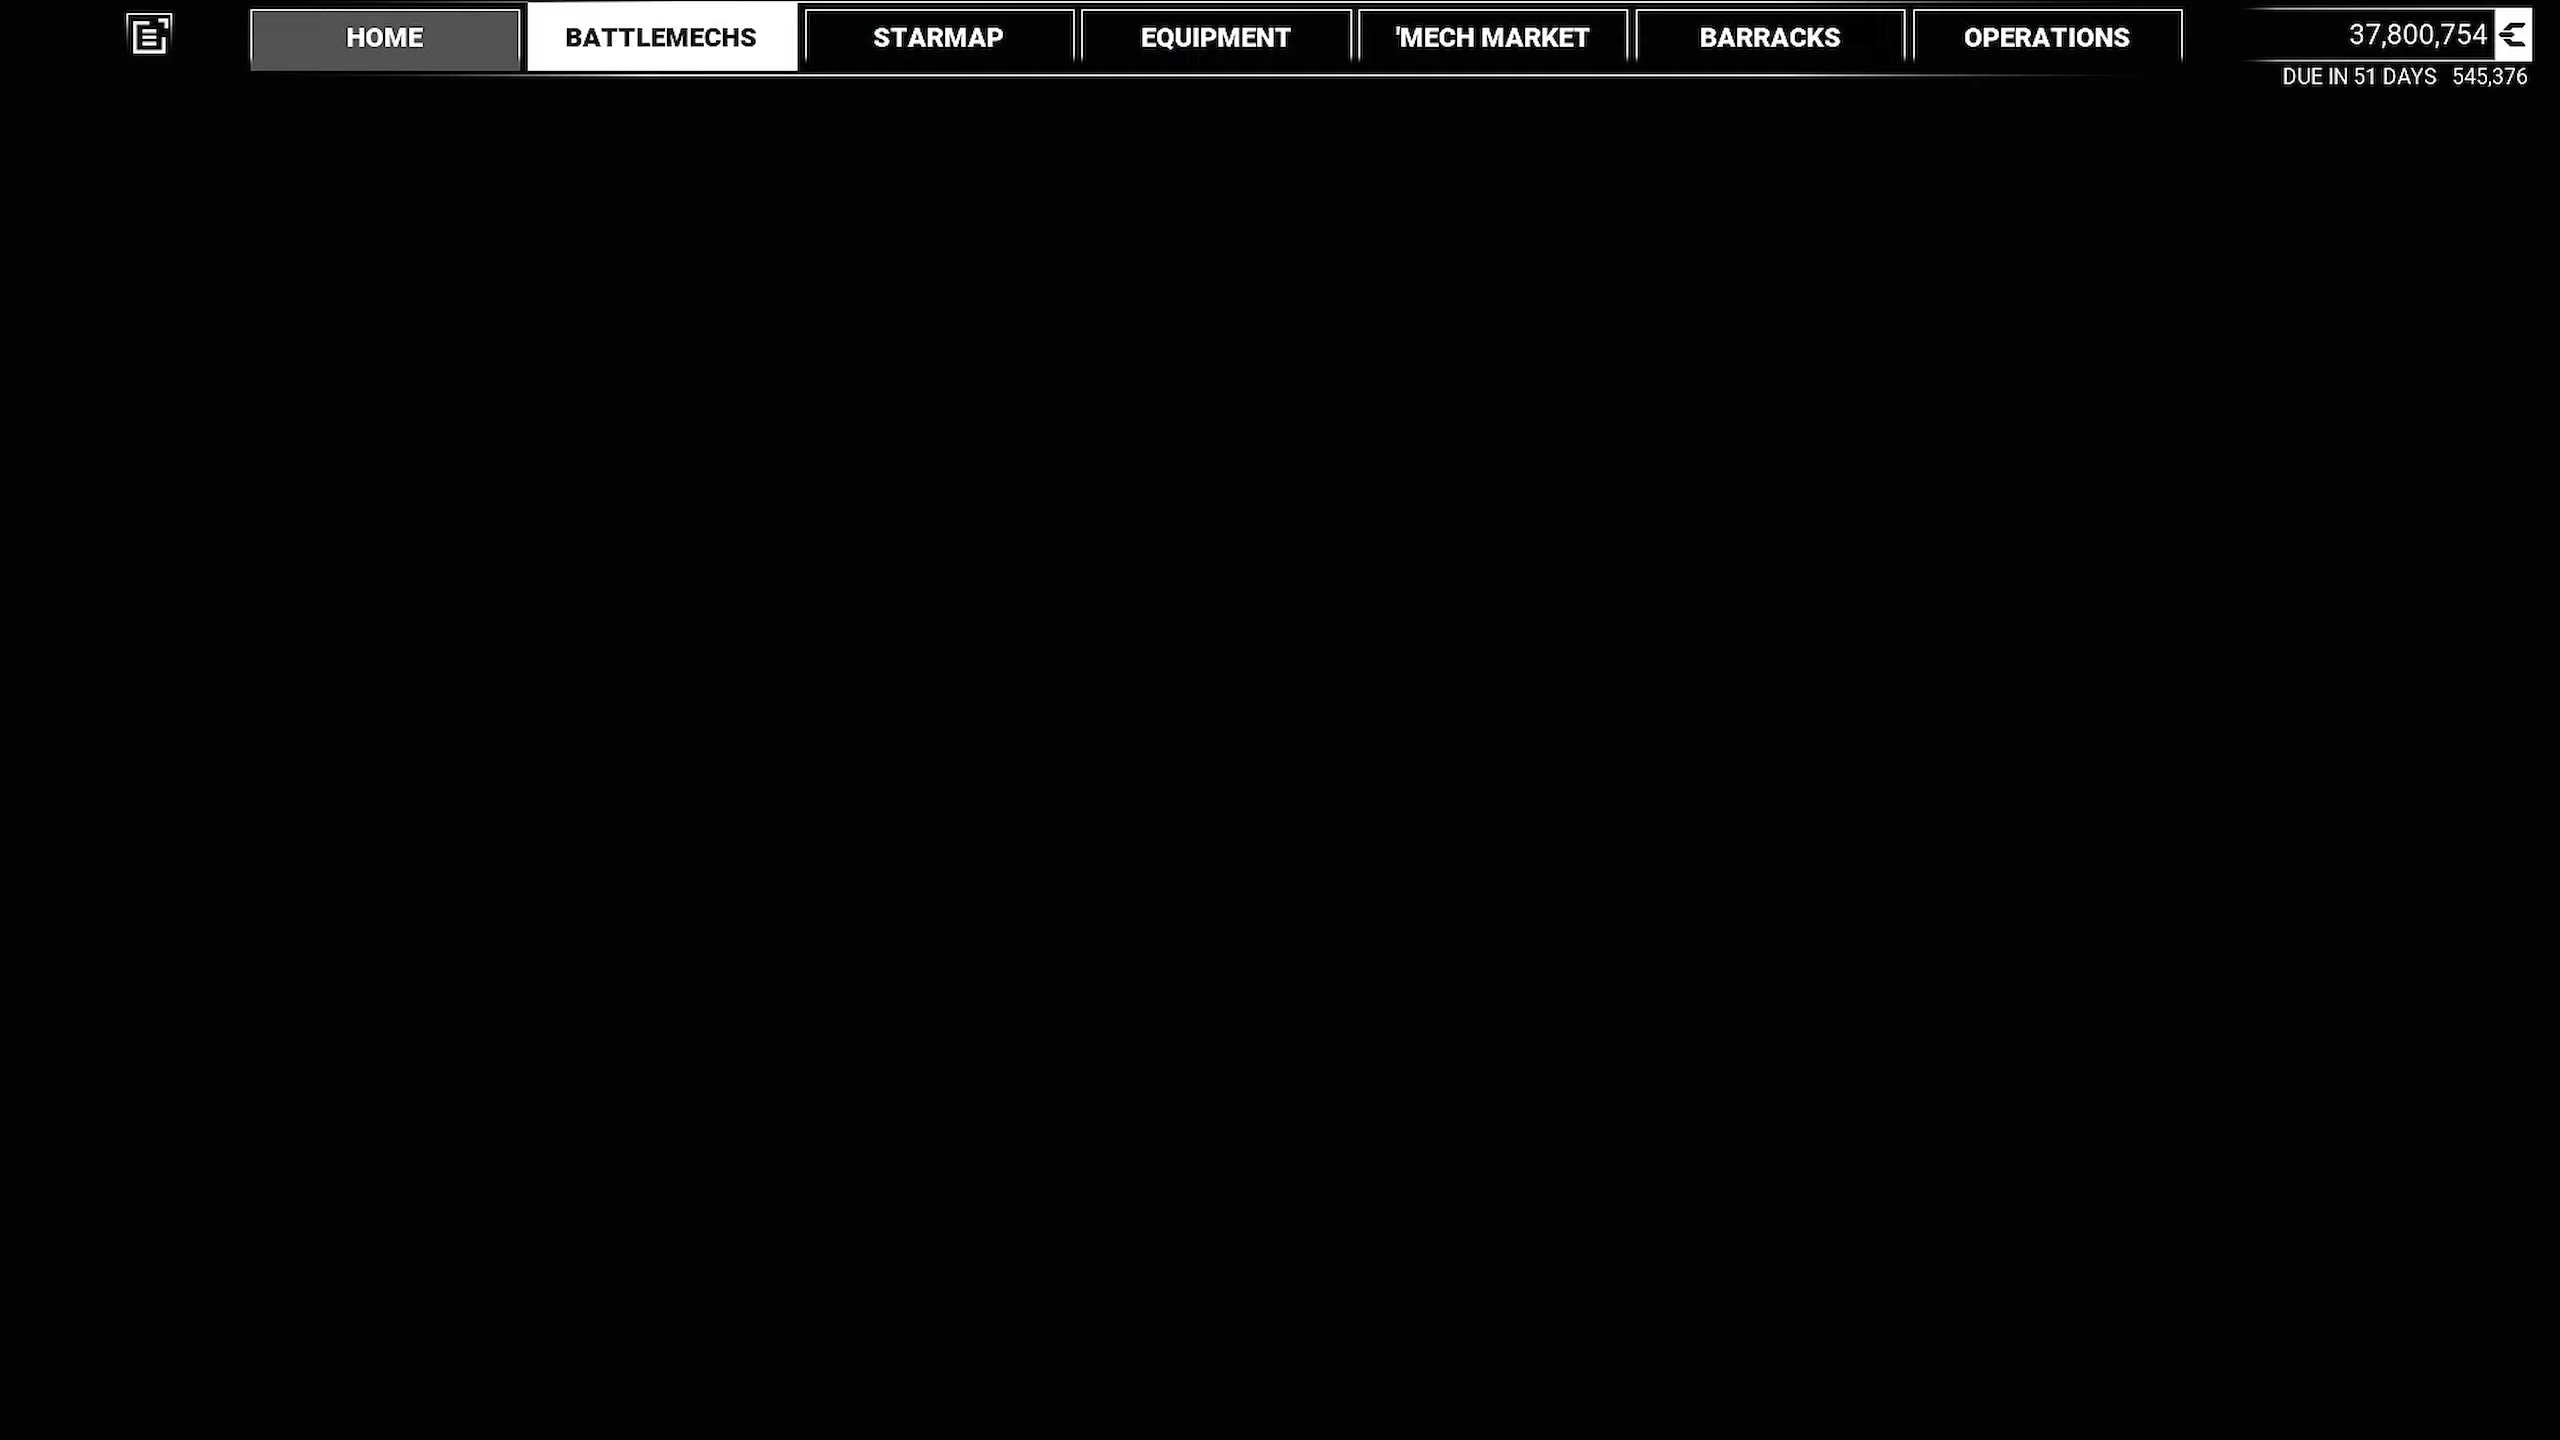 HOME
BATTLEMECHS
STARMAP
EQUIPMENT
'MECH MARKET
BARRACKS
OPERATIONS
37,800,754
DUE IN 51 DAYS 545,376